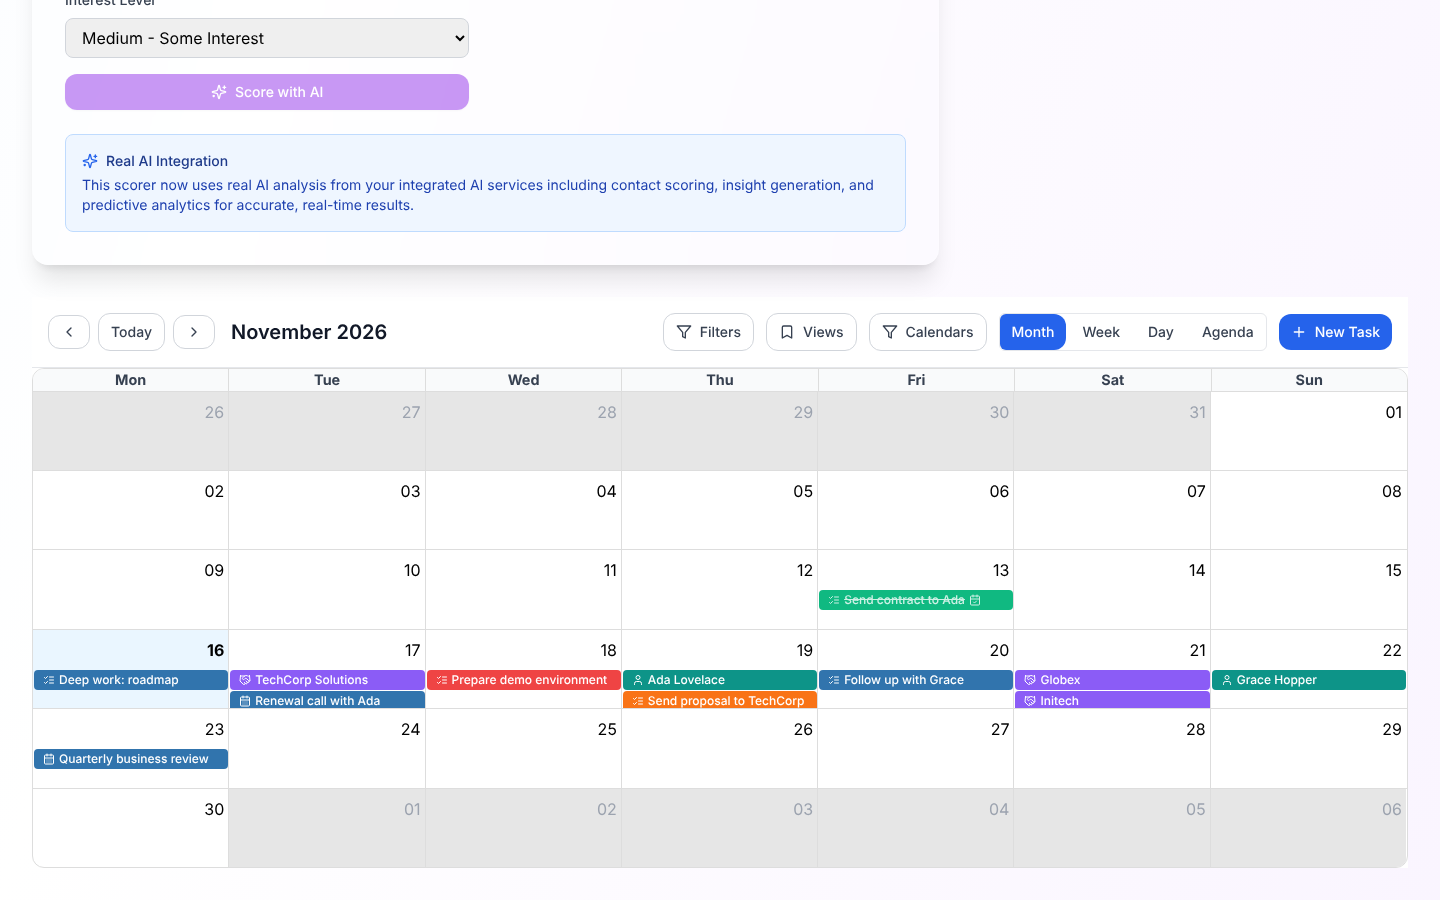 Interest Level
Medium - Some Interest
Score with AI
Real AI Integration
This scorer now uses real AI analysis from your integrated AI services including contact scoring, insight generation, and
predictive analytics for accurate, real-time results.
Today
November 2026
Filters
Views
Calendars
Month
Week
Day
Agenda
New Task
Mon Tue Wed Thu Fri Sat Sun
26 27 28 29 30 31 01
02 03 04 05 06 07 08
09 10 11 12 13 14 15
Send contract to Ada
16 17 18 19 20 21 22
Deep work: roadmap TechCorp Solutions Prepare demo environment Ada Lovelace Follow up with Grace Globex Grace Hopper
Renewal call with Ada Send proposal to TechCorp Initech
23 24 25 26 27 28 29
Quarterly business review
30 01 02 03 04 05 06